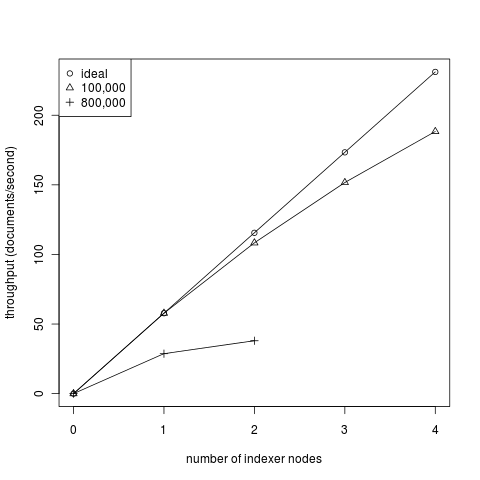 ideal
100,000
800,000
throughput (documents/second)
200
150
100
50
0
0 1 2 3 4
number of indexer nodes